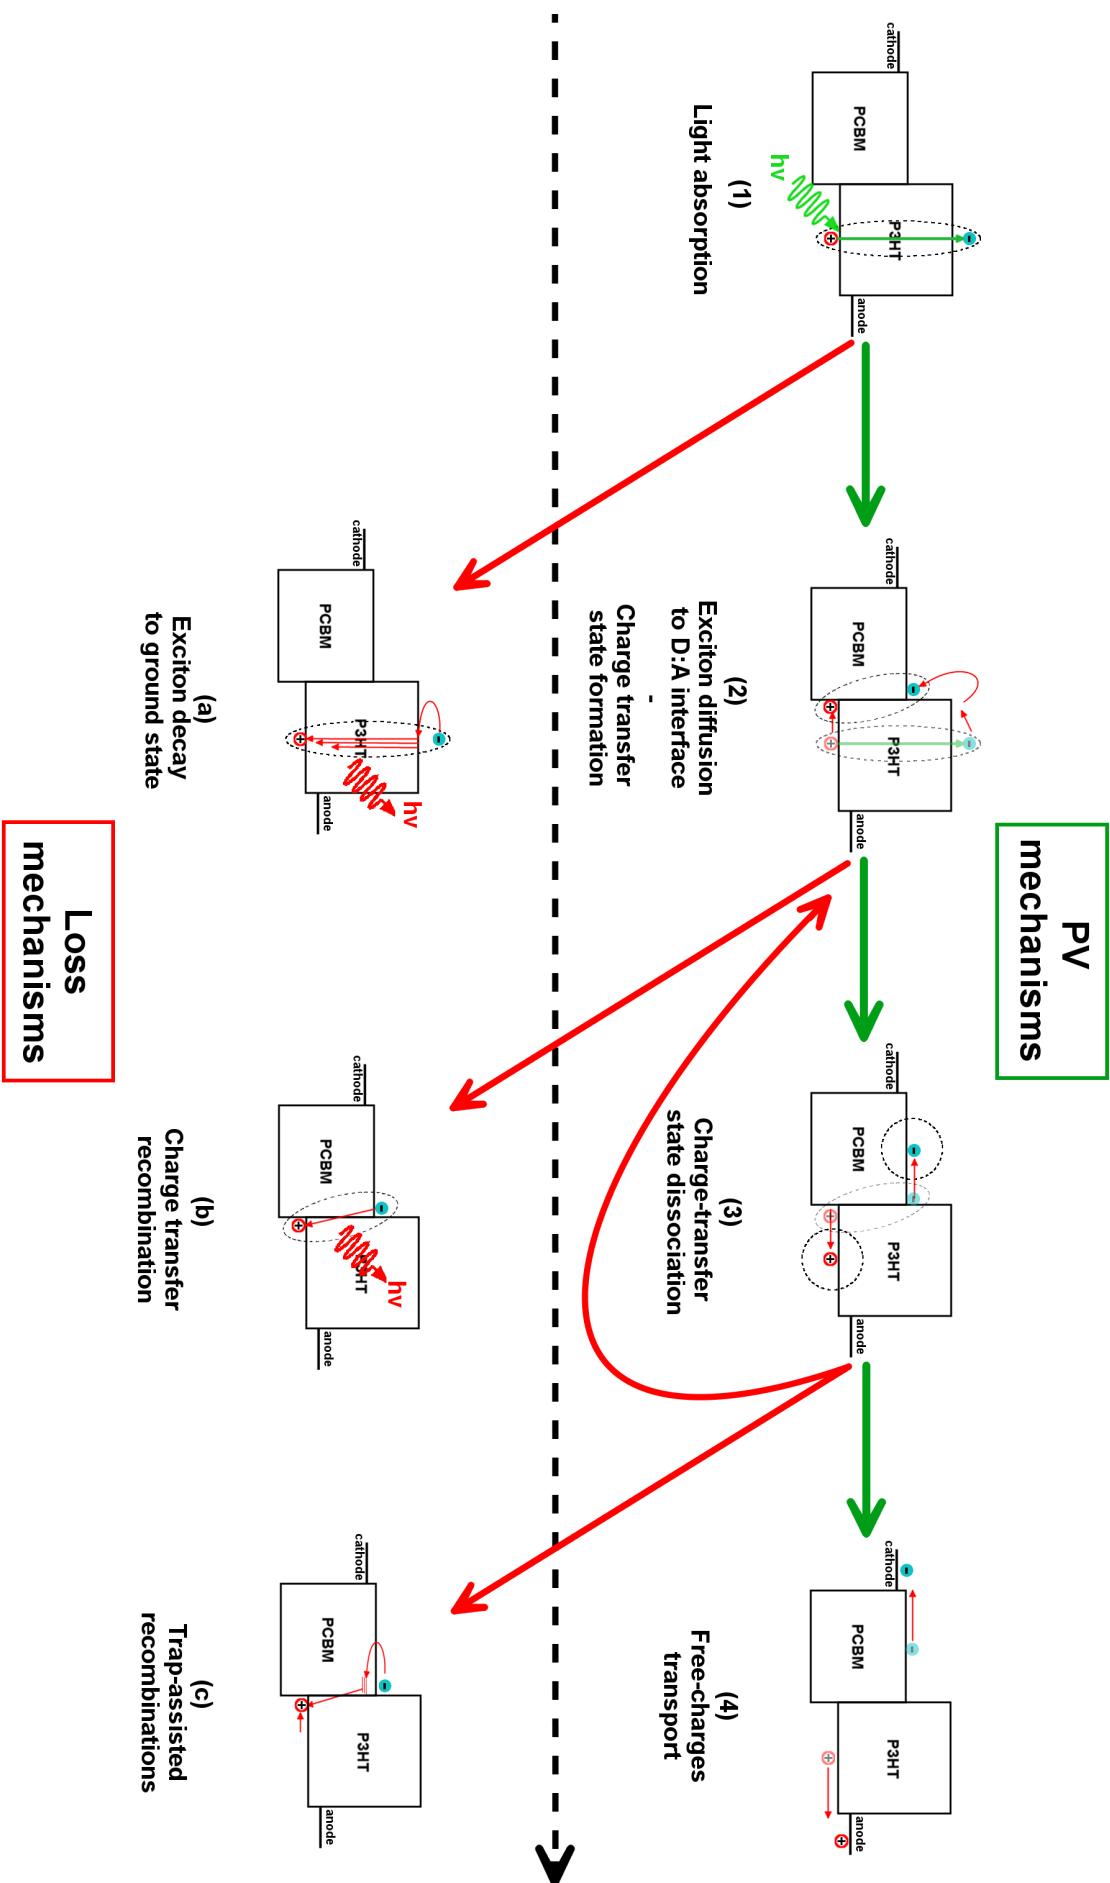 PV
mechanisms
cathode
PCBM
P3HT
anode
hν
(1)
Light absorption
cathode
PCBM
P3HT
anode
(2)
Exciton diffusion
to D:A interface
-
Charge transfer
state formation
cathode
PCBM
P3HT
anode
(3)
Charge-transfer
state dissociation
cathode
PCBM
P3HT
anode
(4)
Free-charges
transport
cathode
PCBM
P3HT
anode
hν
(a)
Exciton decay
to ground state
cathode
PCBM
P3HT
anode
hν
(b)
Charge transfer
recombination
cathode
PCBM
P3HT
anode
(c)
Trap-assisted
recombinations
Loss
mechanisms